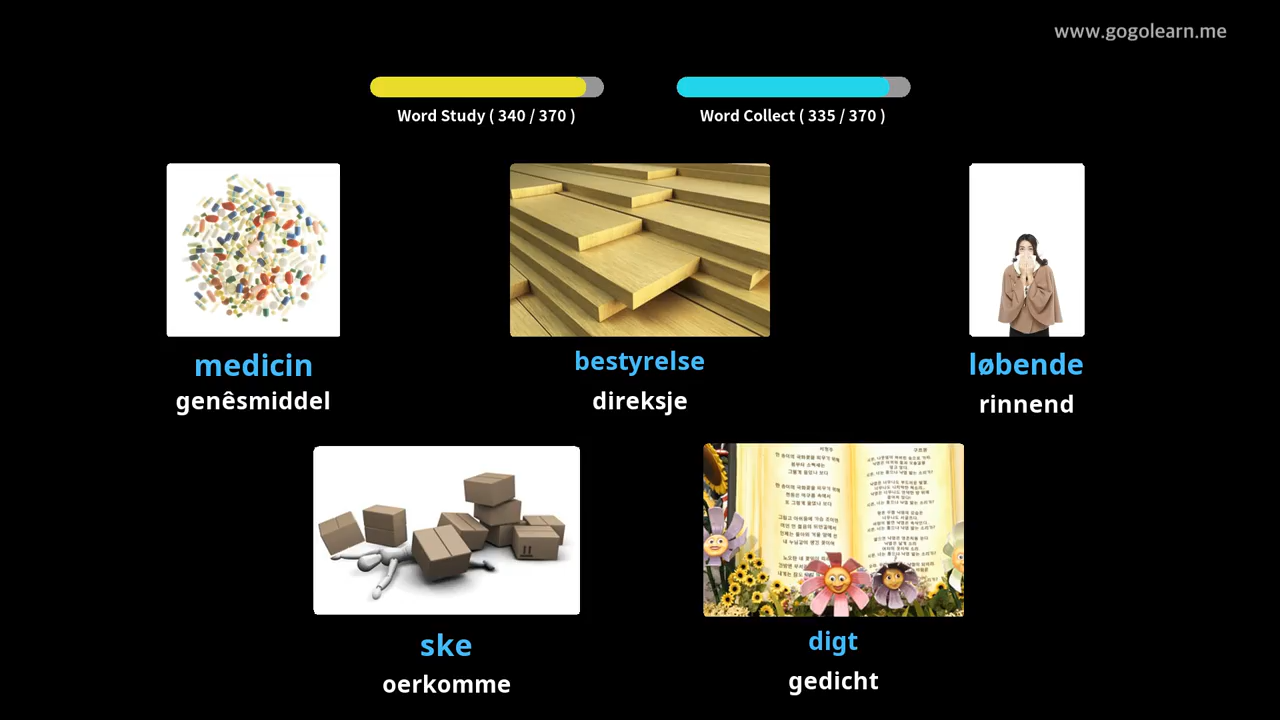 www.gogolearn.me
Word Study ( 340 / 370 )
Word Collect ( 335 / 370 )
medicin
genêsmiddel
bestyrelse
direksje
løbende
rinnend
ske
oerkomme
digt
gedicht